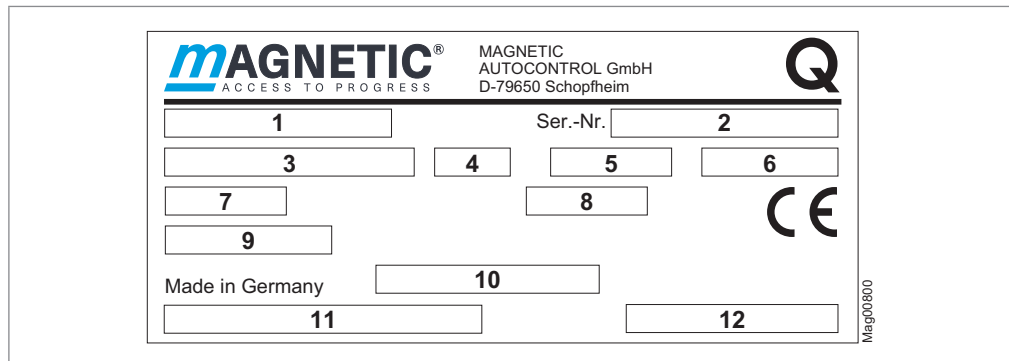 mAGNETIC®
ACCESS TO PROGRESS
MAGNETIC
AUTOCONTROL GmbH
D-79650 Schopfheim
Q
1 Ser.-Nr. 2
3 4 5 6
7 8 CE
9
Made in Germany 10
11 12
Mag00800